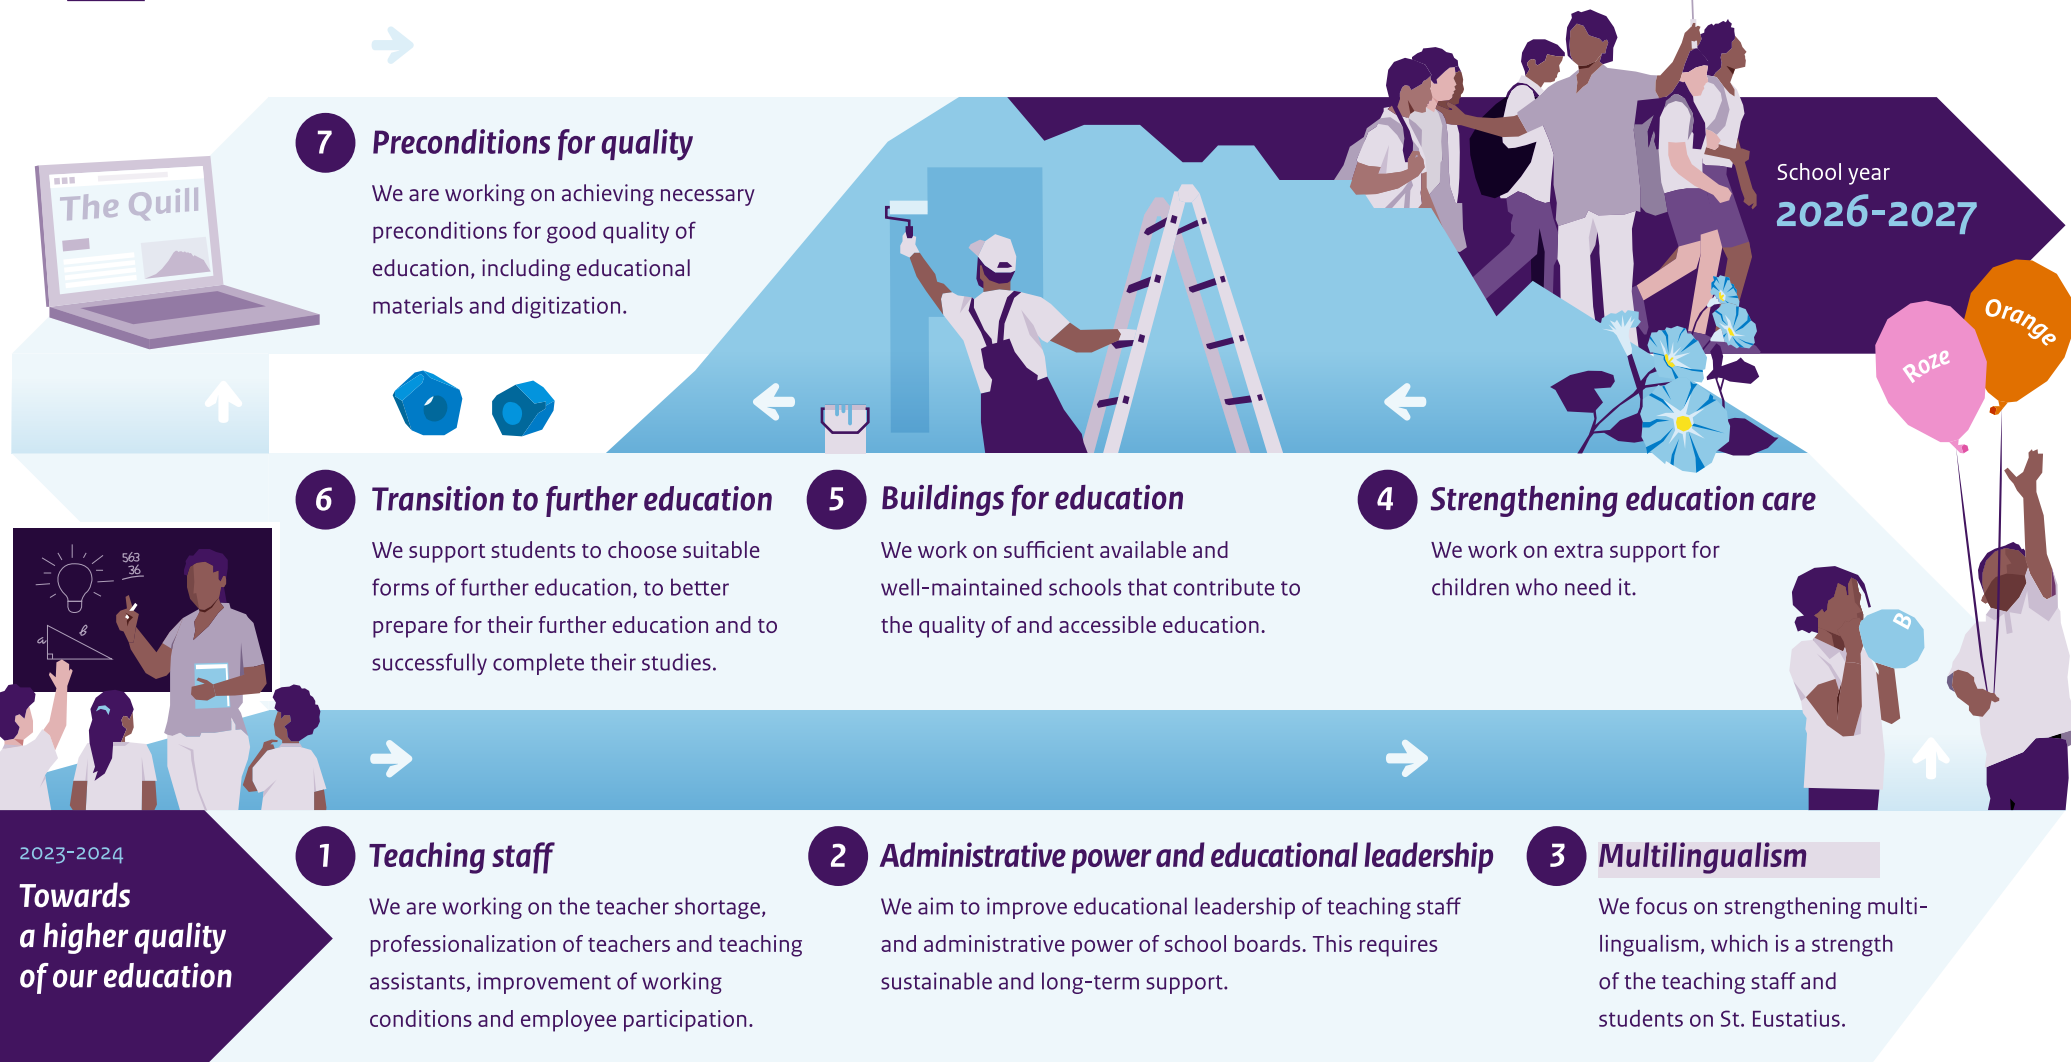 7 Preconditions for quality
We are working on achieving necessary
preconditions for good quality of
education, including educational
materials and digitization.
The Quill
School year
2026-2027
Orange
Roze
6 Transition to further education
We support students to choose suitable
forms of further education, to better
prepare for their further education and to
successfully complete their studies.
5 Buildings for education
We work on sufficient available and
well-maintained schools that contribute to
the quality of and accessible education.
4 Strengthening education care
We work on extra support for
children who need it.
B
563
36
a
b
2023-2024
Towards
a higher quality
of our education
1 Teaching staff
We are working on the teacher shortage,
professionalization of teachers and teaching
assistants, improvement of working
conditions and employee participation.
2 Administrative power and educational leadership
We aim to improve educational leadership of teaching staff
and administrative power of school boards. This requires
sustainable and long-term support.
3 Multilingualism
We focus on strengthening multi-
lingualism, which is a strength
of the teaching staff and
students on St. Eustatius.